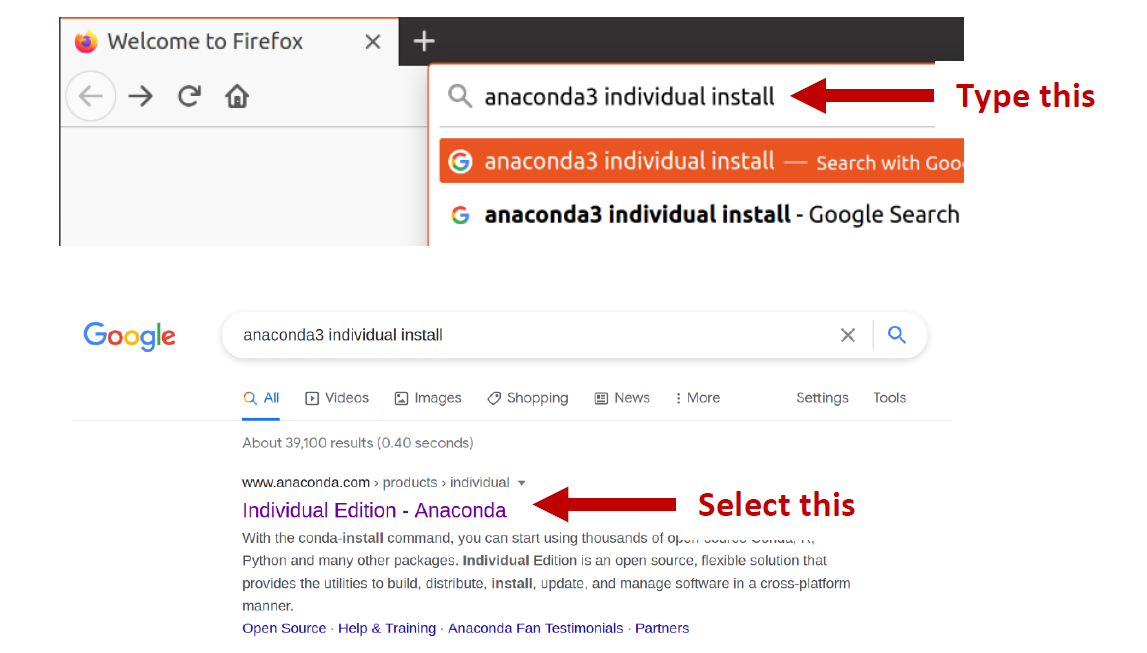 Welcome to Firefox
anaconda3 individual install
Type this
anaconda3 individual install — Search with Goo
anaconda3 individual install - Google Search
Google
anaconda3 individual install
All Videos Images Shopping News More Settings Tools
About 39,100 results (0.40 seconds)
www.anaconda.com › products › individual
Individual Edition - Anaconda
Select this
With the conda-install command, you can start using thousands of open-source Conda, R,
Python and many other packages. Individual Edition is an open source, flexible solution that
provides the utilities to build, distribute, install, update, and manage software in a cross-platform
manner.
Open Source · Help & Training · Anaconda Fan Testimonials · Partners